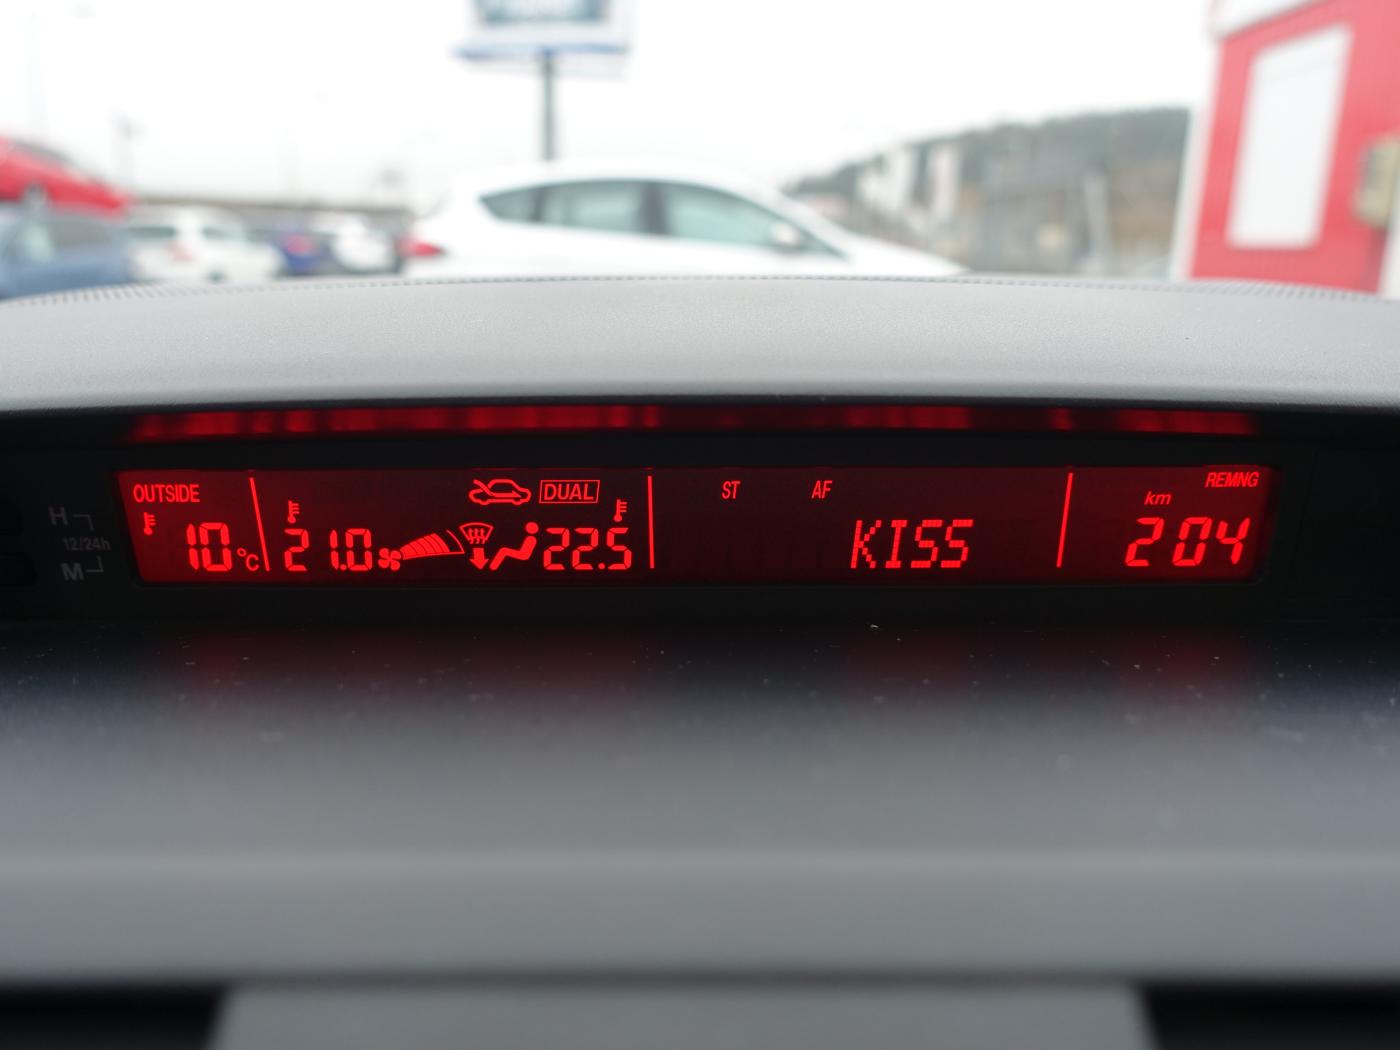 OUTSIDE
10°C
21.0
DUAL
22.5
ST AF
KISS
REMNG
km
204
H
12/24h
M